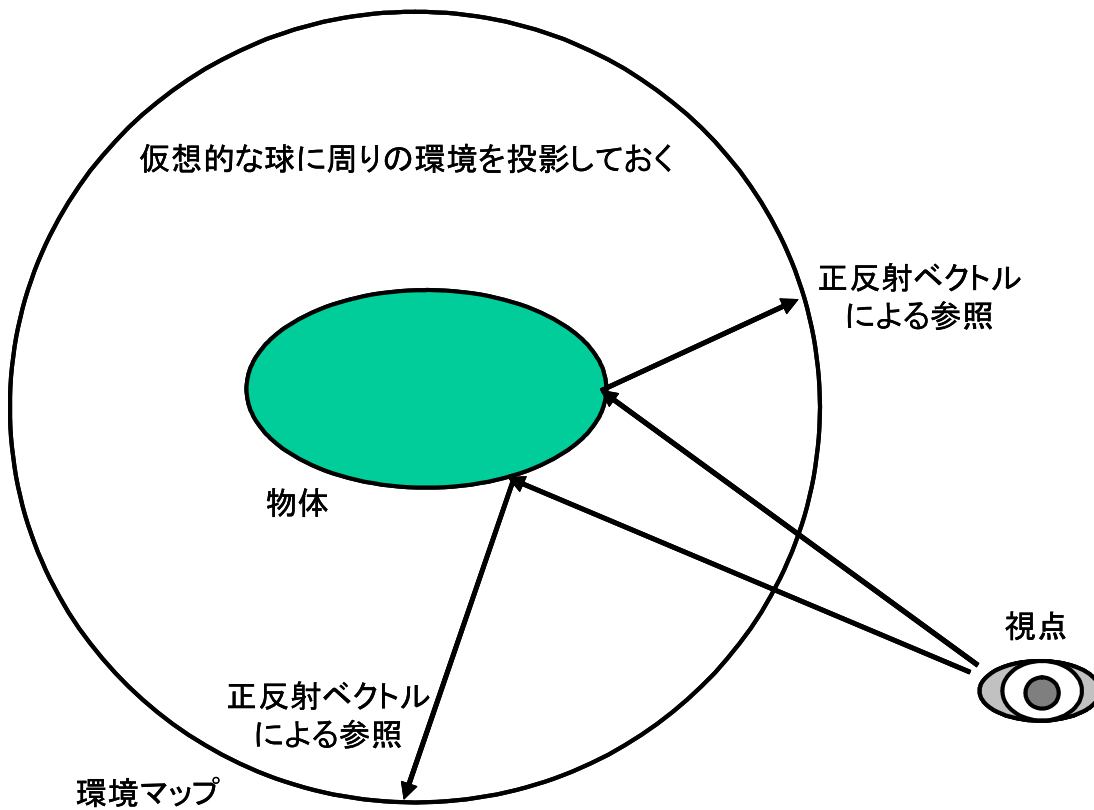 仮想的な球に周りの環境を投影しておく
正反射ベクトル
による参照
物体
視点
正反射ベクトル
による参照
環境マップ